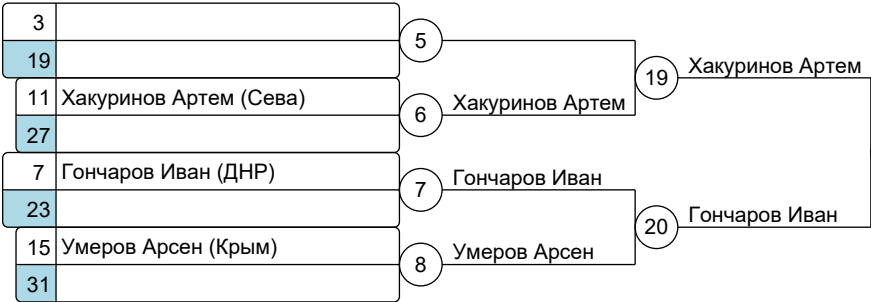 3
5
19
19
Хакуринов Артем
11 Хакуринов Артем (Сева)
6
Хакуринов Артем
27
7 Гончаров Иван (ДНР)
7
Гончаров Иван
23
20
Гончаров Иван
15 Умеров Арсен (Крым)
8
Умеров Арсен
31